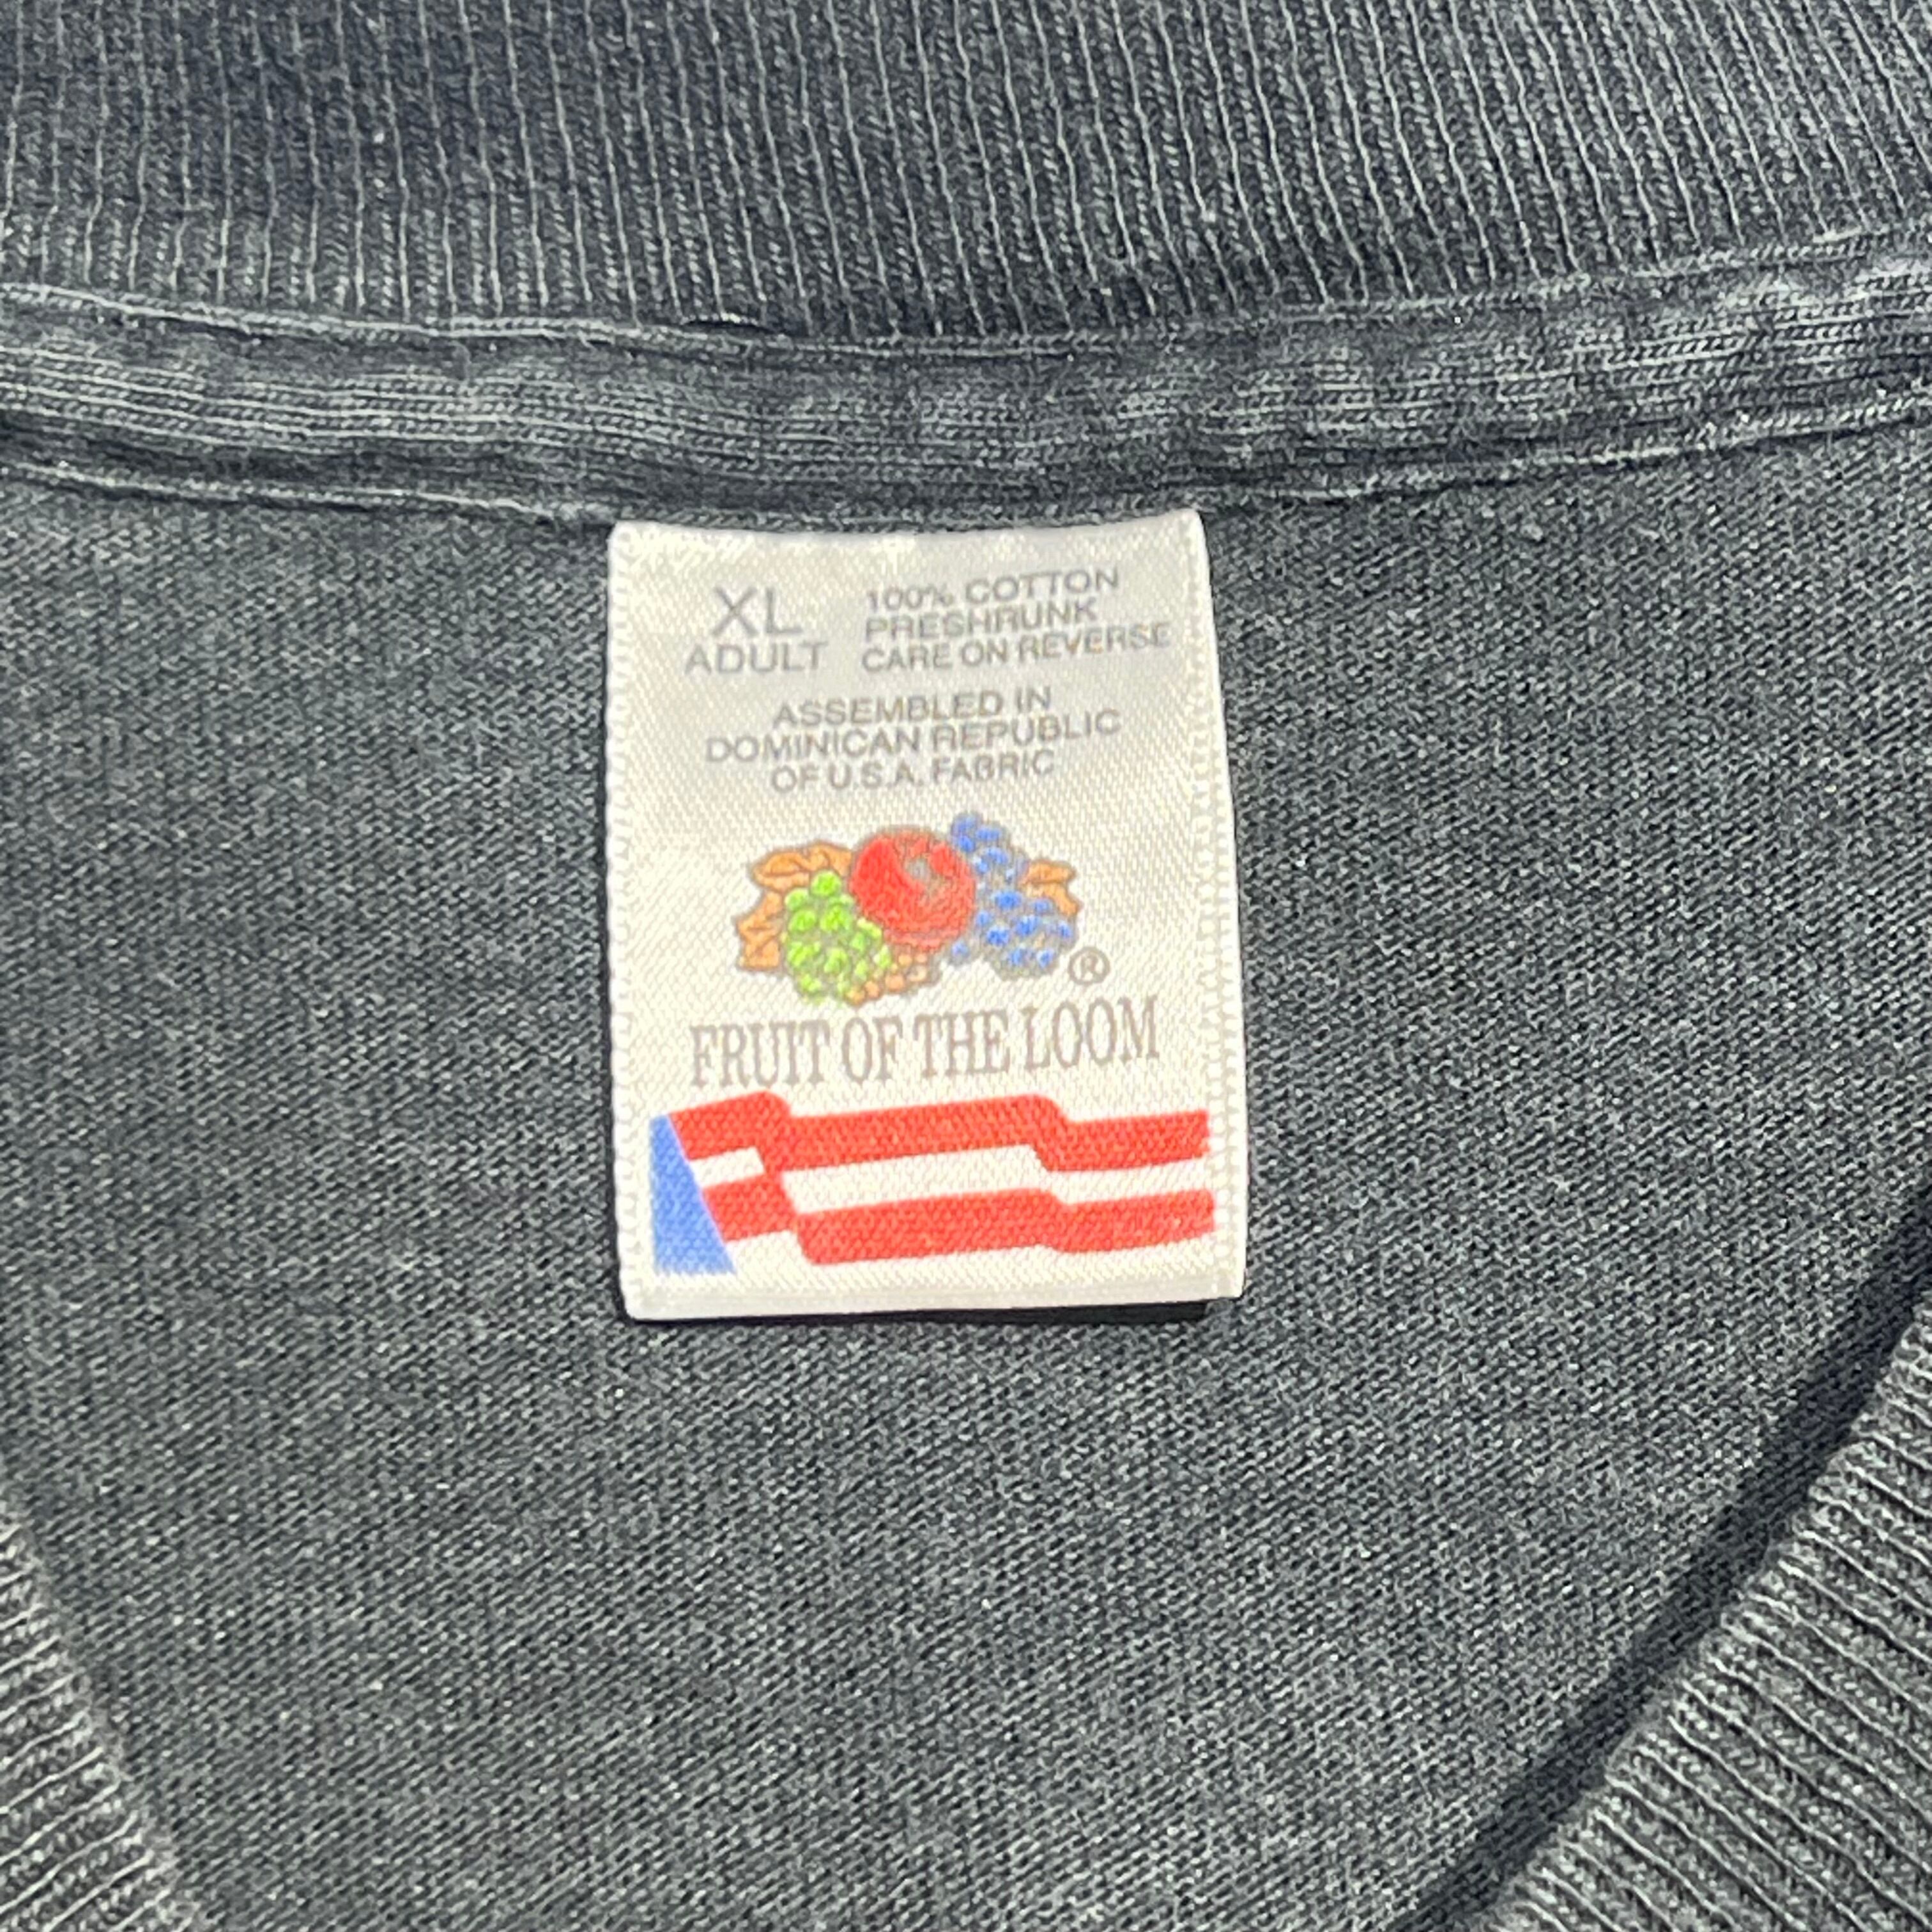 XL
ADULT
100% COTTON
PRESHRUNK
CARE ON REVERSE
ASSEMBLED IN
DOMINICAN REPUBLIC
OF U.S.A. FABRIC
®
FRUIT OF THE LOOM